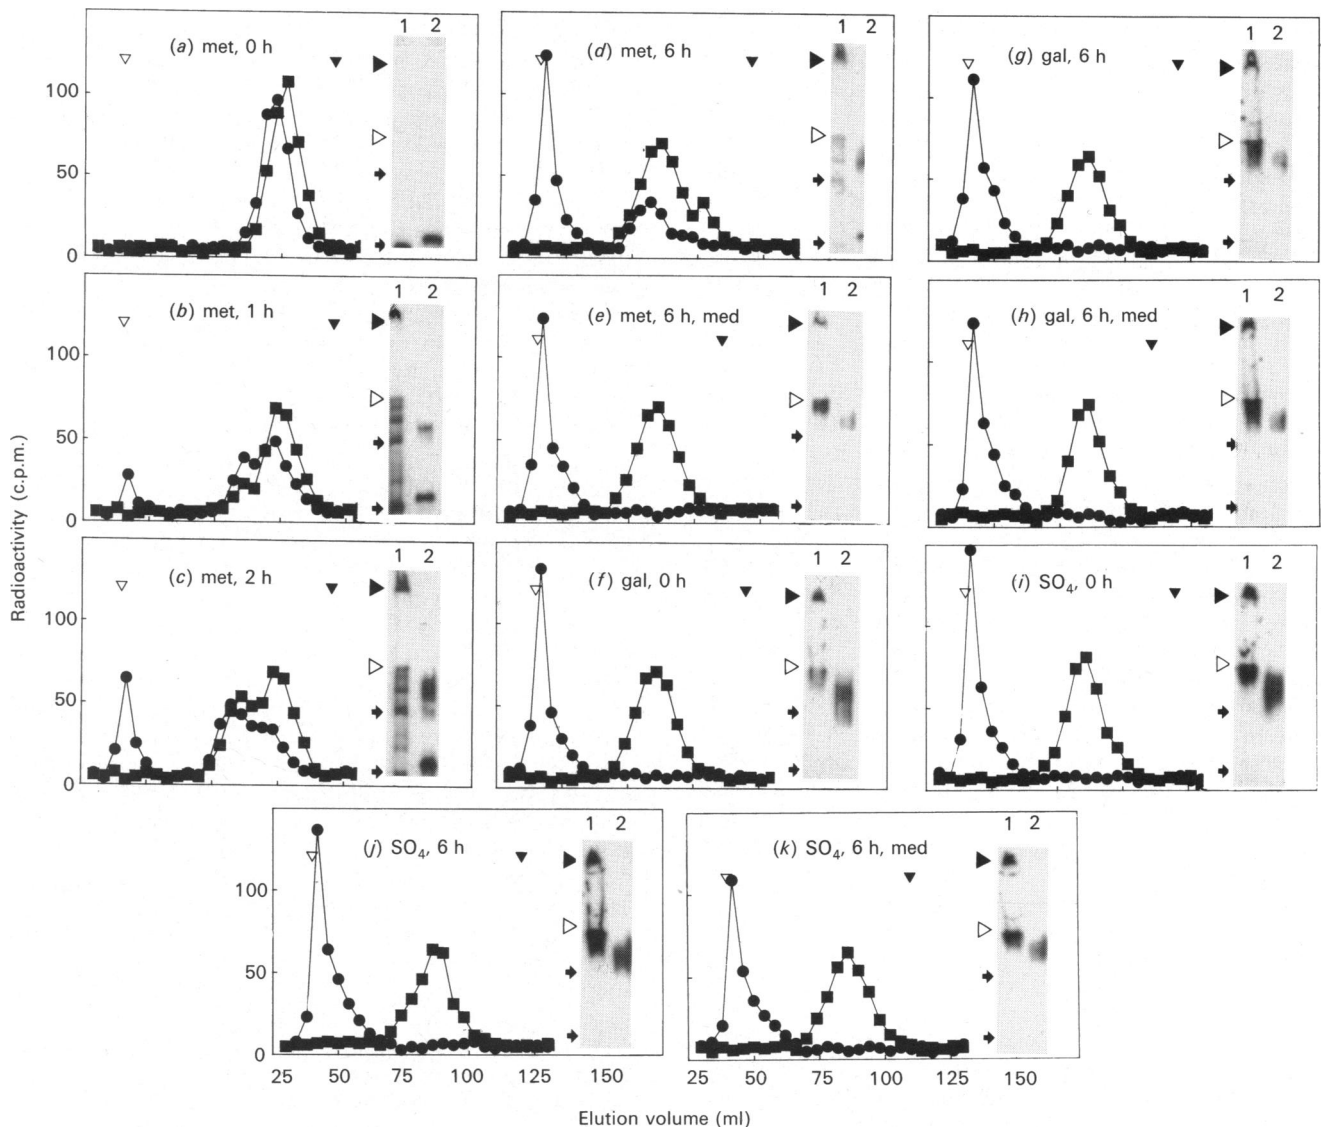 1 2
(a) met, 0 h
100
50
0
1 2
(d) met, 6 h
1 2
(g) gal, 6 h
1 2
(b) met, 1 h
100
50
0
1 2
(e) met, 6 h, med
1 2
(h) gal, 6 h, med
1 2
(c) met, 2 h
100
50
0
1 2
(f) gal, 0 h
1 2
(i) SO4, 0 h
1 2
(j) SO4, 6 h
100
50
0
25 50 75 100 150
1 2
(k) SO4, 6 h, med
25 50 75 100 150
Radioactivity (c.p.m.)
Elution volume (ml)